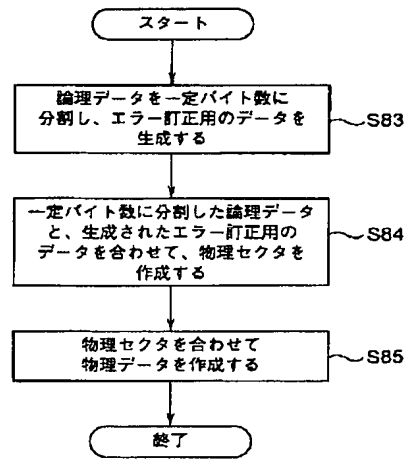 スタート
論理データを一定バイト数に
分割し、エラー訂正用のデータを
生成する
S83
一定バイト数に分割した論理データ
と、生成されたエラー訂正用の
データを合わせて、物理セクタを
作成する
S84
物理セクタを合わせて
物理データを作成する
S85
終了